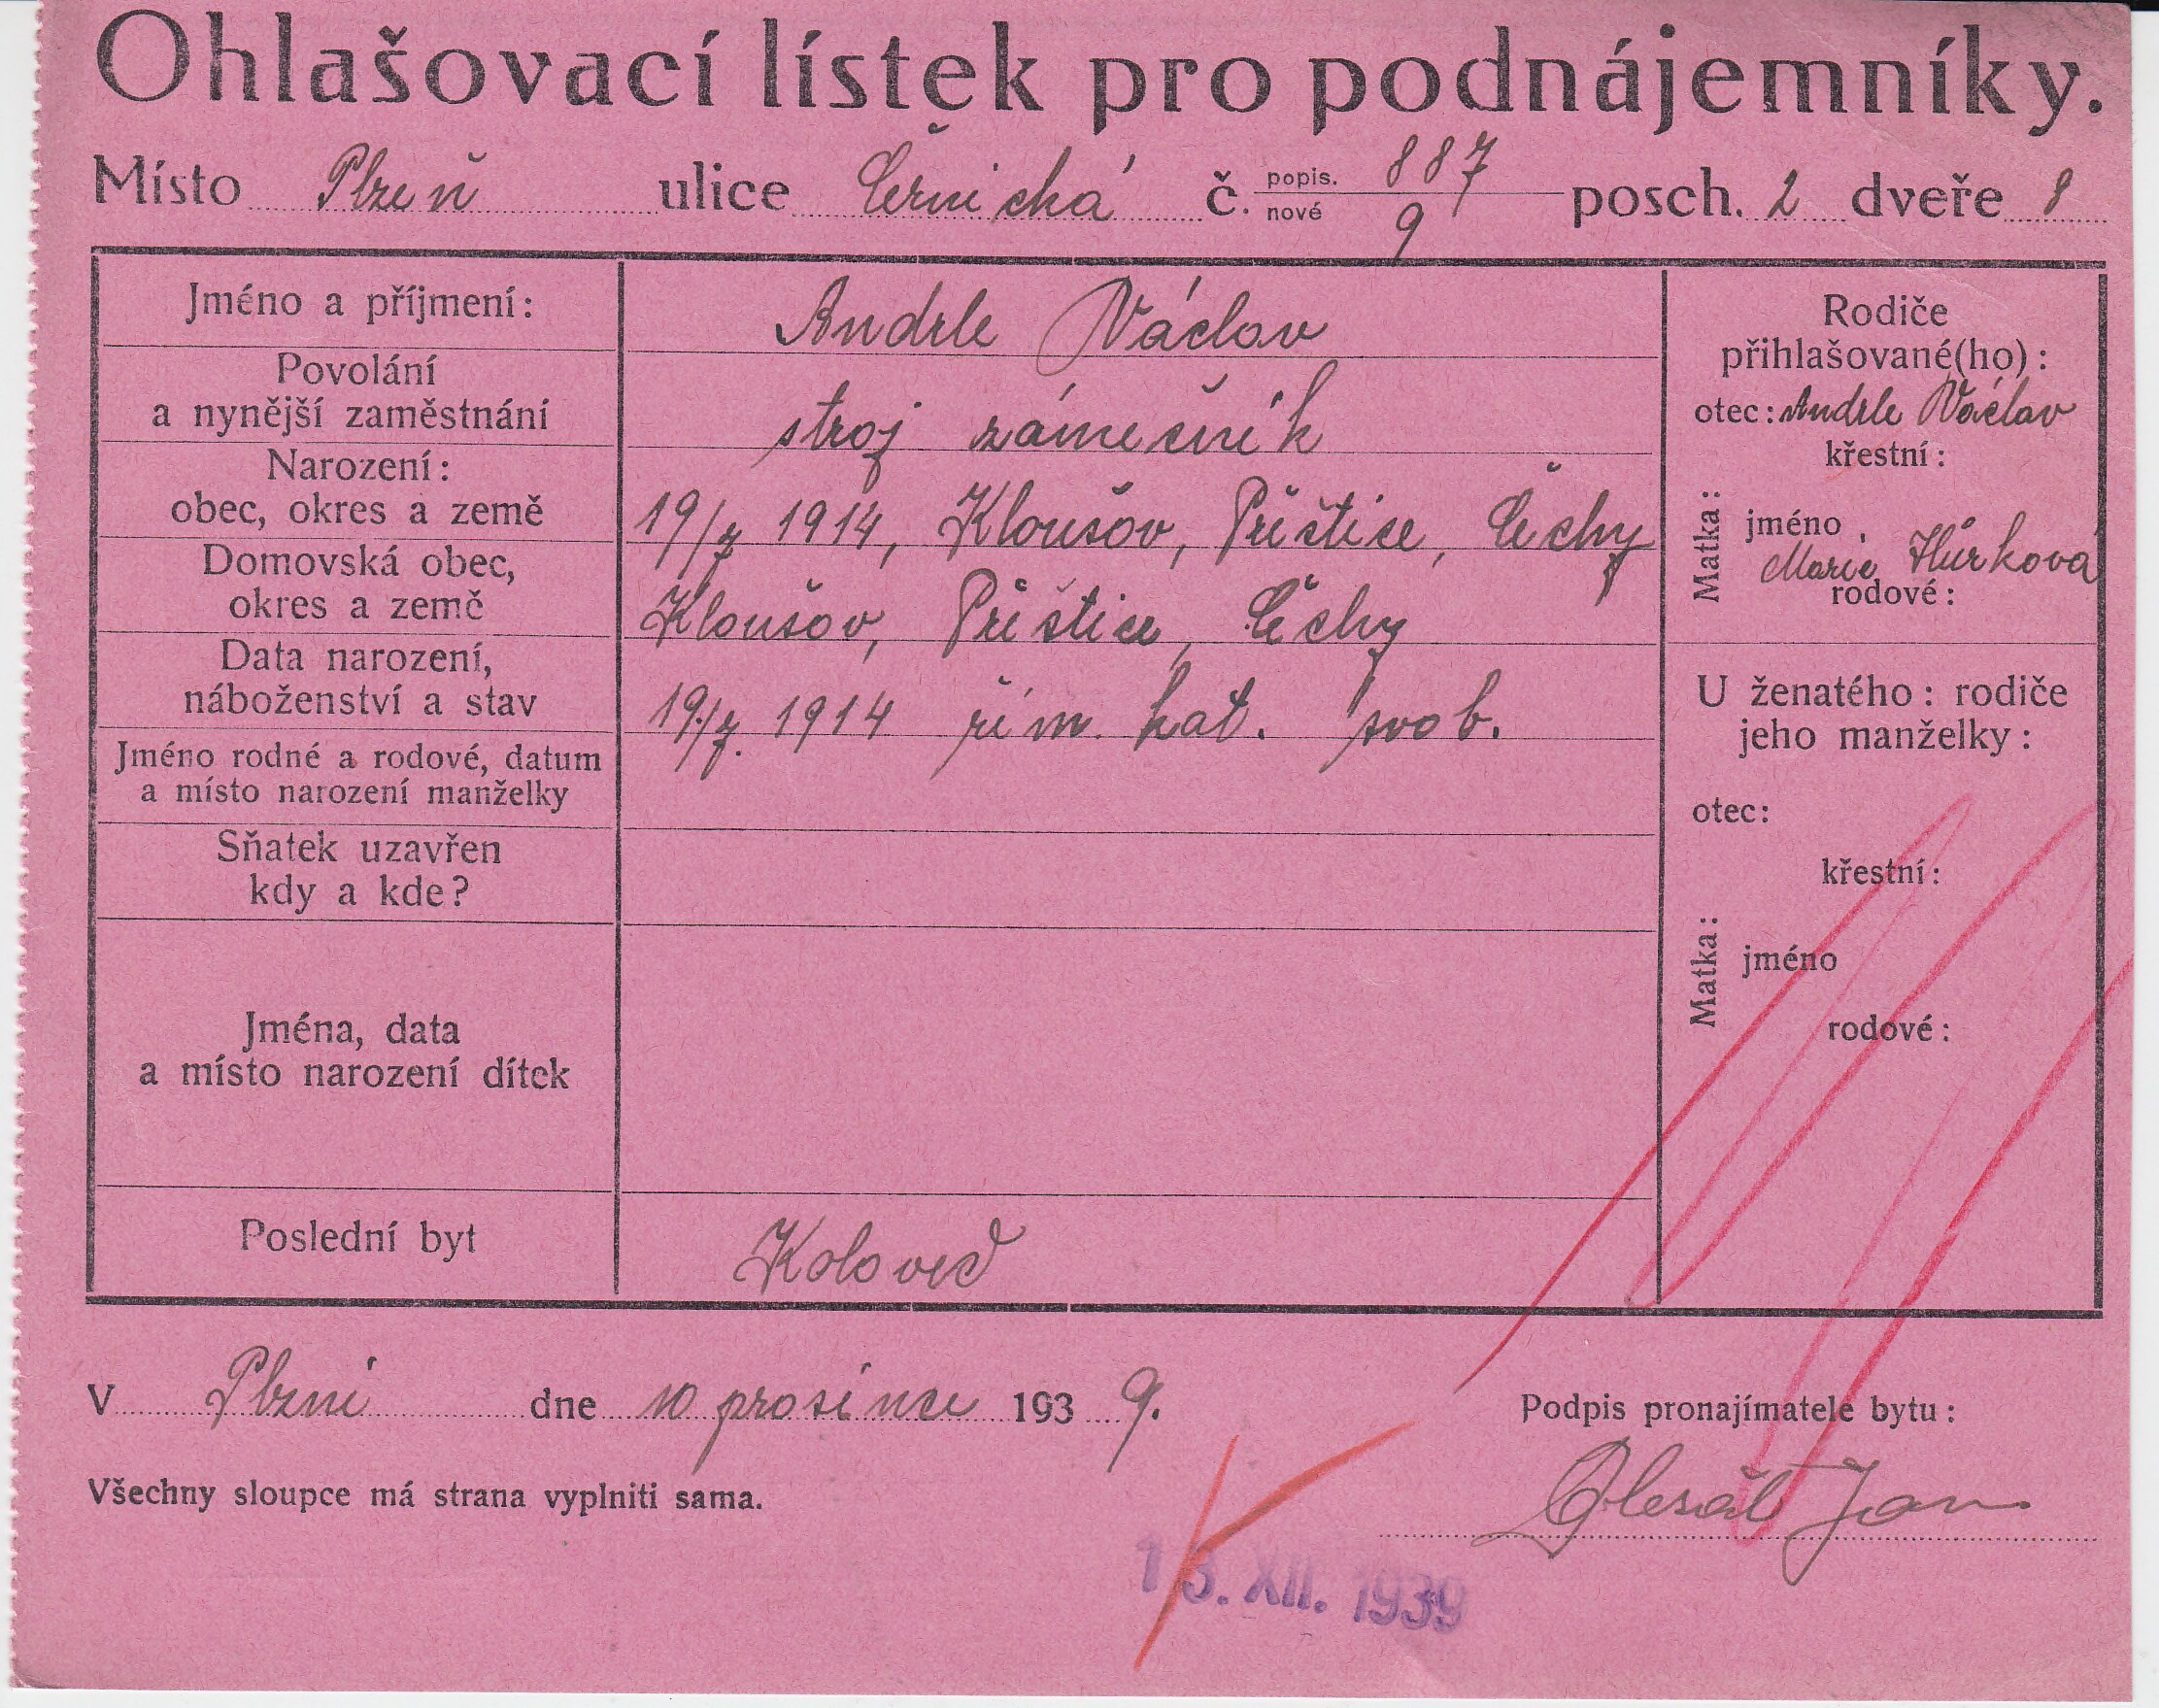 Ohlašovací lístek pro podnájemníky.
Místo Plzeň ulice Černická č. popis. 887 nové 9 posch. 2 dveře 8
Jméno a příjmení: Andrle Václav
Povolání
a nynější zaměstnání stroj zámečník
Narození:
obec, okres a země 19/7 1914, Kloušov, Přeštice, Čechy
Domovská obec,
okres a země Kloušov, Přeštice, Čechy
Data narození,
náboženství a stav 19./7. 1914 řím. kat. svob.
Jméno rodné a rodové, datum
a místo narození manželky
Sňatek uzavřen
kdy a kde?
Jména, data
a místo narození dítek
Poslední byt Koloveč
Rodiče
přihlašované(ho):
otec: Andrle Václav
křestní:
Matka: jméno
Marie Hůrková
rodové:
U ženatého: rodiče
jeho manželky:
otec:
křestní:
Matka: jméno
rodové:
V Plzni dne 10 prosince 1939.
Podpis pronajímatele bytu:
Všechny sloupce má strana vyplniti sama.
Jan
13. XII. 1939